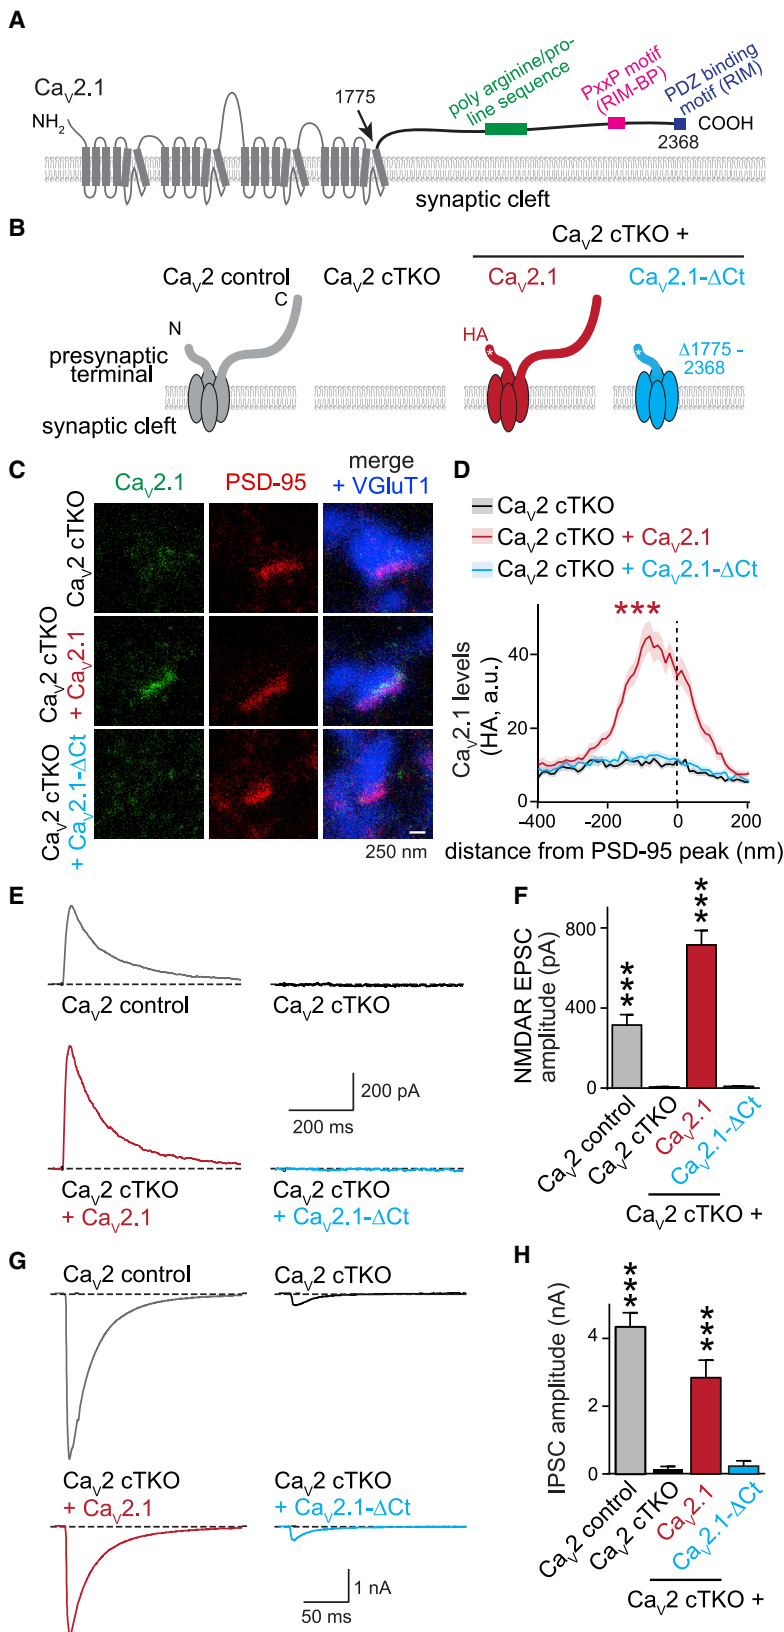 A
CaV2.1
NH2
1775
poly arginine/pro-
line sequence
PxxP motif
(RIM-BP)
PDZ binding
motif (RIM)
COOH
2368
synaptic cleft
B
CaV2 cTKO +
CaV2 control
CaV2 cTKO
CaV2.1
CaV2.1-ΔCt
C
N
HA
*
*
presynaptic
terminal
Δ1775 -
2368
synaptic cleft
C
CaV2.1
PSD-95
merge
+ VGluT1
CaV2 cTKO
CaV2 cTKO
+ CaV2.1
CaV2 cTKO
+ CaV2.1-ΔCt
250 nm
D
CaV2 cTKO
CaV2 cTKO + CaV2.1
CaV2 cTKO + CaV2.1-ΔCt
***
CaV2.1 levels
(HA, a.u.)
40
20
0
-400
-200
0
200
distance from PSD-95 peak (nm)
E
CaV2 control
CaV2 cTKO
200 pA
200 ms
CaV2 cTKO
+ CaV2.1
CaV2 cTKO
+ CaV2.1-ΔCt
F
NMDAR EPSC
amplitude (pA)
800
400
0
***
***
CaV2 control
CaV2 cTKO
CaV2.1
CaV2.1-ΔCt
CaV2 cTKO +
G
CaV2 control
CaV2 cTKO
CaV2 cTKO
+ CaV2.1
CaV2 cTKO
+ CaV2.1-ΔCt
1 nA
50 ms
H
IPSC amplitude (nA)
4
2
0
***
***
CaV2 control
CaV2 cTKO
CaV2.1
CaV2.1-ΔCt
CaV2 cTKO +